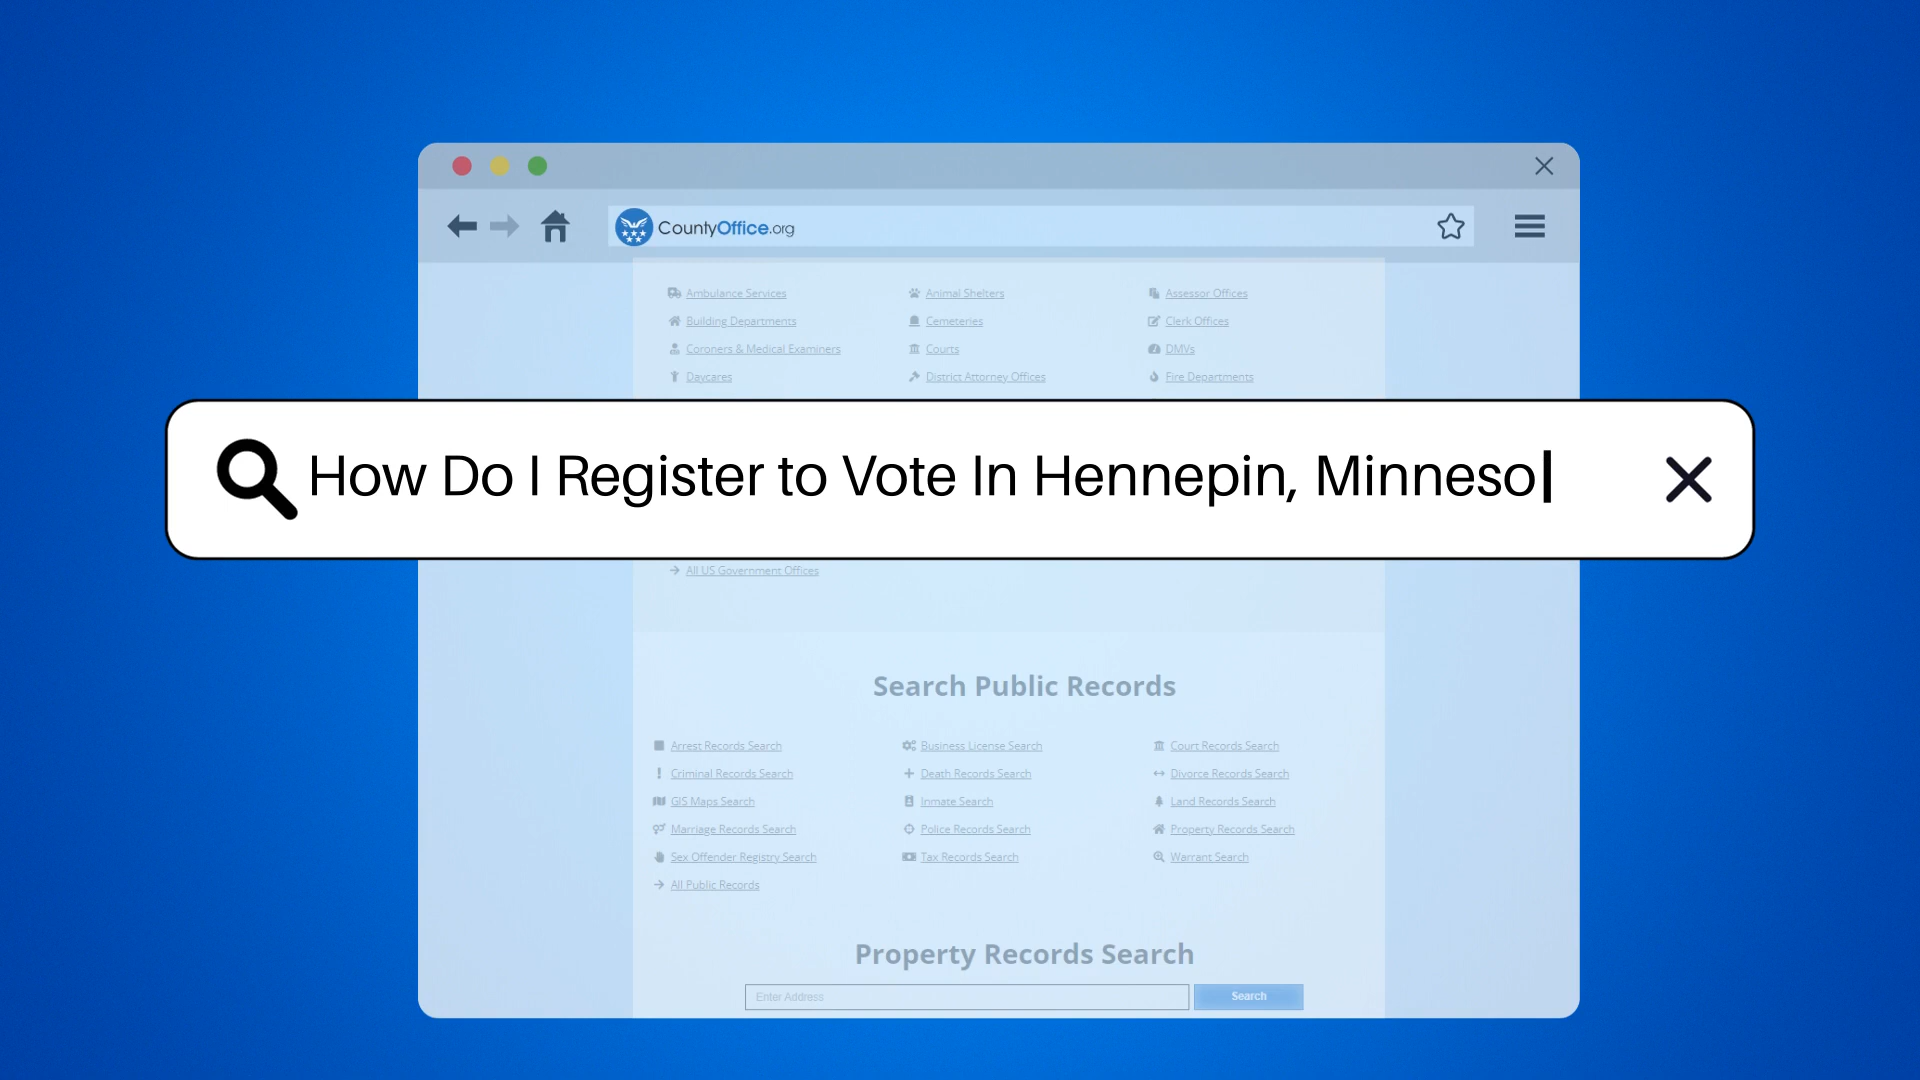 CountyOffice.org
Ambulance Services Animal Shelters Assessor Offices
Building Departments Cemeteries Clerk Offices
Coroners & Medical Examiners Courts DMVs
Daycares District Attorney Offices Fire Departments
How Do I Register to Vote In Hennepin, Minneso
All US Government Offices
Search Public Records
Arrest Records Search Business License Search Court Records Search
Criminal Records Search Death Records Search Divorce Records Search
GIS Maps Search Inmate Search Land Records Search
Marriage Records Search Police Records Search Property Records Search
Sex Offender Registry Search Tax Records Search Warrant Search
All Public Records
Property Records Search
Enter Address Search